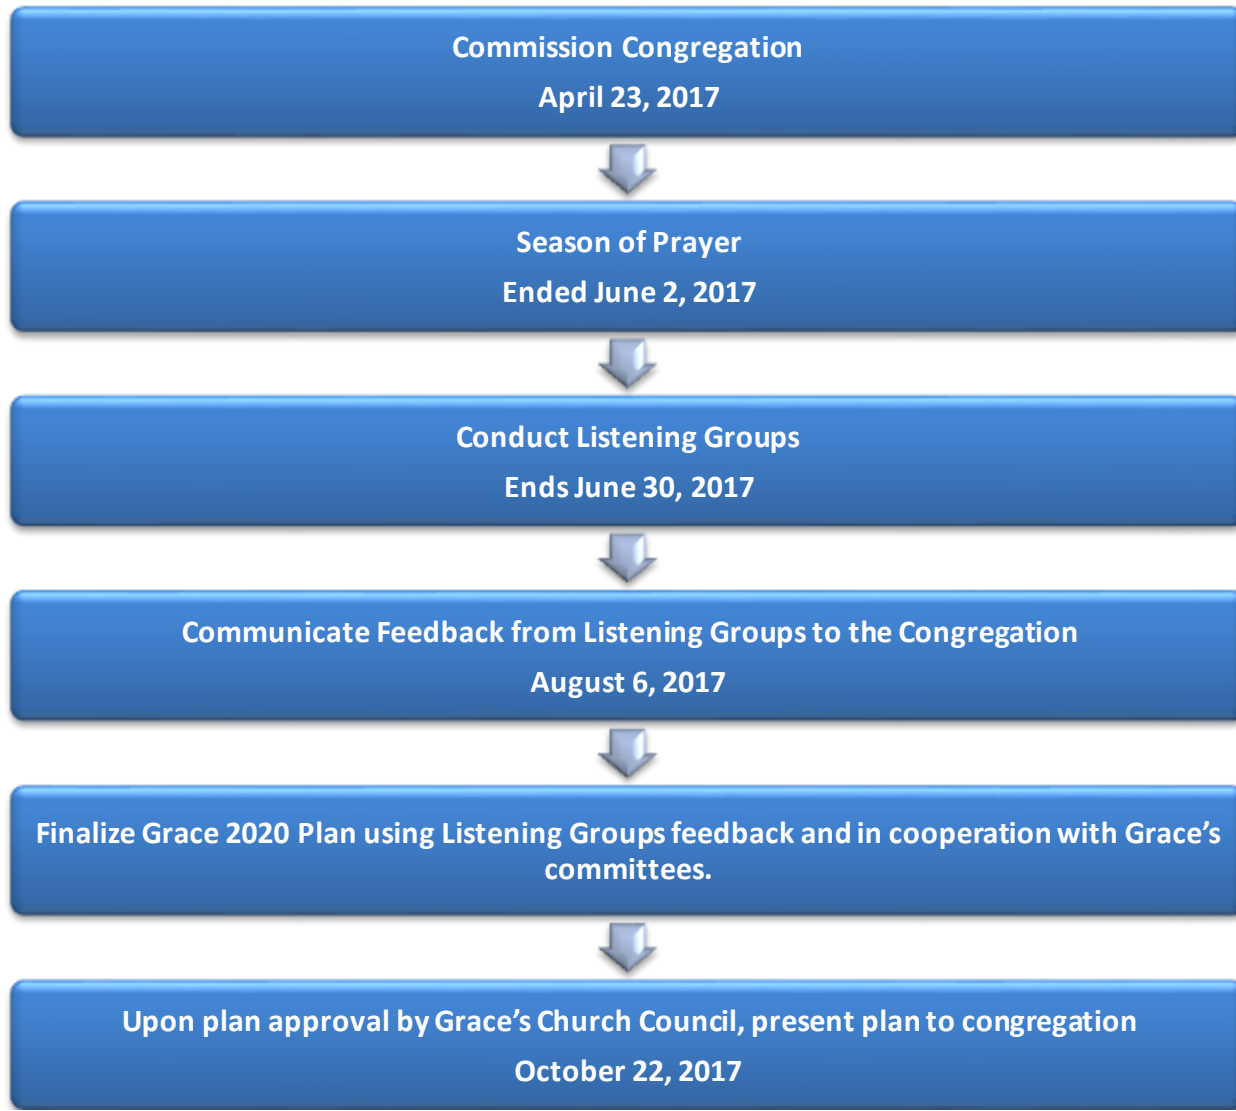 Commission Congregation
April 23, 2017
Season of Prayer
Ended June 2, 2017
Conduct Listening Groups
Ends June 30, 2017
Communicate Feedback from Listening Groups to the Congregation
August 6, 2017
Finalize Grace 2020 Plan using Listening Groups feedback and in cooperation with Grace’s
committees.
Upon plan approval by Grace’s Church Council, present plan to congregation
October 22, 2017